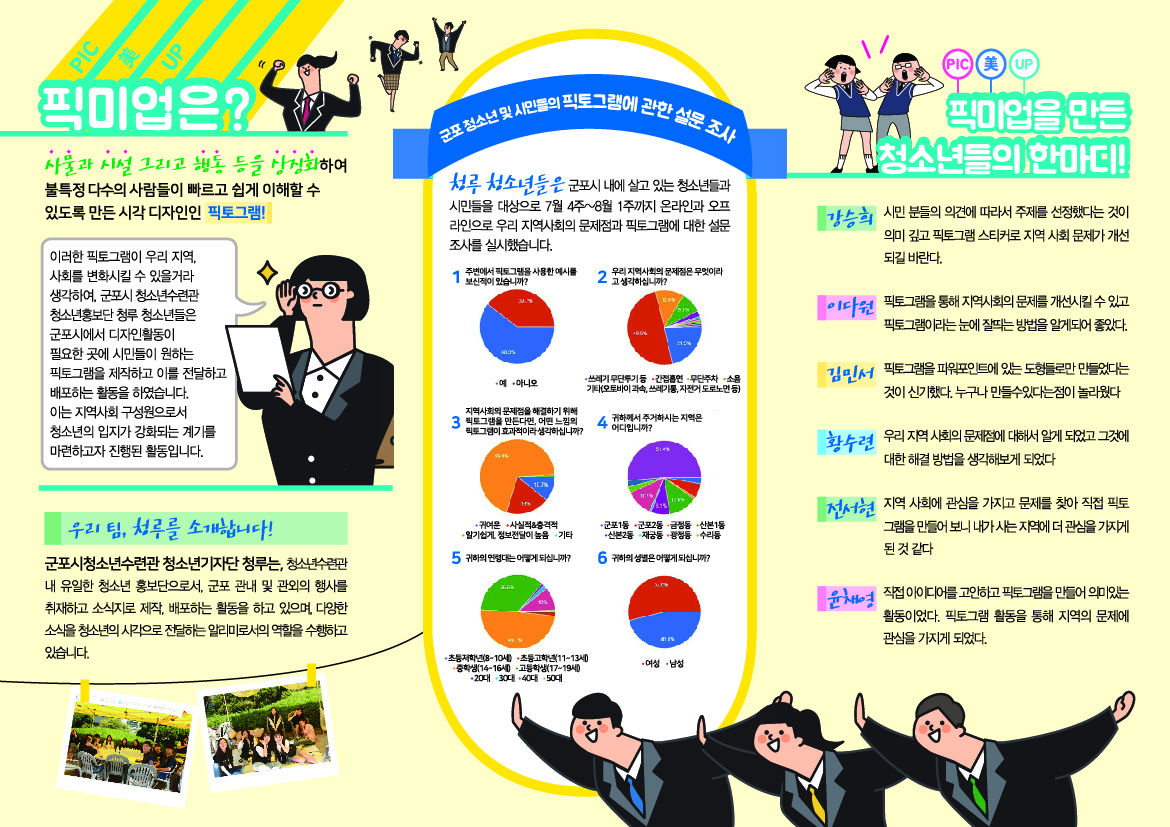 PIC 美 UP
픽미업은?
사물과 시설 그리고 행동 등을 상징화하여
불특정 다수의 사람들이 빠르고 쉽게 이해할 수
있도록 만든 시각 디자인인 픽토그램!
이러한 픽토그램이 우리 지역,
사회를 변화시킬 수 있을거라
생각하여, 군포시 청소년수련관
청소년홍보단 청루 청소년들은
군포시에서 디자인활동이
필요한 곳에 시민들이 원하는
픽토그램을 제작하고 이를 전달하고
배포하는 활동을 하였습니다.
이는 지역사회 구성원으로서
청소년의 입지가 강화되는 계기를
마련하고자 진행된 활동입니다.
우리 팀, 청루를 소개합니다!
군포시청소년수련관 청소년기자단 청루는, 청소년수련관
내 유일한 청소년 홍보단으로서, 군포 관내 및 관외의 행사를
취재하고 소식지로 제작, 배포하는 활동을 하고 있으며, 다양한
소식을 청소년의 시각으로 전달하는 알리미로서의 역할을 수행하고
있습니다.
군포 청소년 및 시민들의 픽토그램에 관한 설문 조사
청루 청소년들은 군포시 내에 살고 있는 청소년들과
시민들을 대상으로 7월 4주~8월 1주까지 온라인과 오프
라인으로 우리 지역사회의 문제점과 픽토그램에 대한 설문
조사를 실시했습니다.
1 주변에서 픽토그램을 사용한 예시를
보신적이 있습니까?
•예 •아니오
2 우리 지역사회의 문제점은 무엇이라
고 생각하십니까?
•쓰레기 무단투기 등 •간접흡연 •무단주차 •소음
기타(오토바이 과속, 쓰레기통, 자전거 도로노면 등)
3 지역사회의 문제점을 해결하기 위해
픽토그램을 만든다면, 어떤 느낌의
픽토그램이 효과적이라 생각하십니까?
•귀여운 •사실적&충격적
•알기쉽게, 정보전달이 높음 •기타
4 귀하께서 주거하시는 지역은
어디입니까?
•군포1동 •군포2동 •금정동 •산본1동
•산본2동 •재궁동 •광정동 •수리동
5 귀하의 연령대는 어떻게 되십니까?
•초등저학년(8~10세) •초등고학년(11~13세)
•중학생(14~16세) •고등학생(17~19세)
•20대 •30대 •40대 •50대
6 귀하의 성별은 어떻게 되십니까?
•여성 •남성
PIC 美 UP
픽미업을 만든
청소년들의 한마디!
강승희 시민 분들의 의견에 따라서 주제를 선정했다는 것이
의미 깊고 픽토그램 스티커로 지역 사회 문제가 개선
되길 바란다.
이다원 픽토그램을 통해 지역사회의 문제를 개선시킬 수 있고
픽토그램이라는 눈에 잘띄는 방법을 알게되어 좋았다.
김민서 픽토그램을 파워포인트에 있는 도형들로만 만들었다는
것이 신기했다. 누구나 만들수있다는점이 놀라웠다
황수련 우리 지역 사회의 문제점에 대해서 알게 되었고 그것에
대한 해결 방법을 생각해보게 되었다
전서현 지역 사회에 관심을 가지고 문제를 찾아 직접 픽토
그램을 만들어 보니 내가 사는 지역에 더 관심을 가지게
된 것 같다
윤채영 직접 아이디어를 고안하고 픽토그램을 만들어 의미있는
활동이었다. 픽토그램 활동을 통해 지역의 문제에
관심을 가지게 되었다.